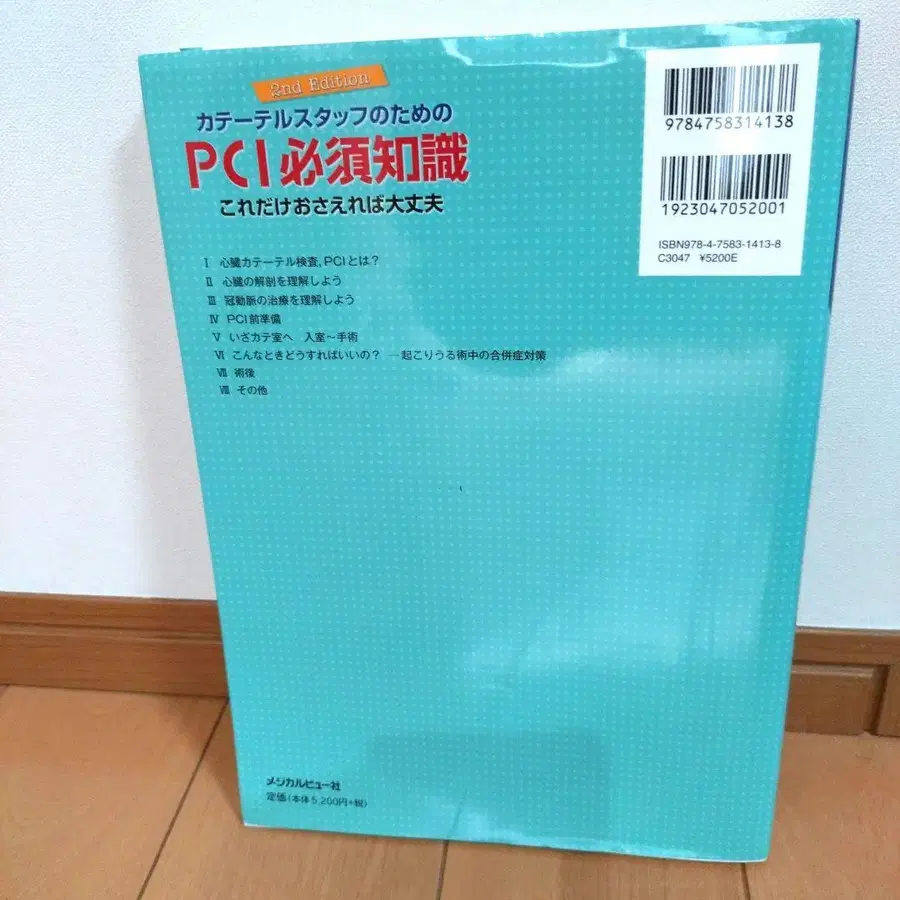 2nd Edition
カテーテルスタッフのための
PCI必須知識
これだけおさえれば大丈夫
Ⅰ 心臓カテーテル検査、PCIとは？
Ⅱ 心臓の解剖を理解しよう
Ⅲ 冠動脈の治療を理解しよう
Ⅳ PCI前準備
Ⅴ いざカテ室へ 入室～手術
Ⅵ こんなときどうすればいいの？ ―起こりうる術中の合併症対策
Ⅶ 術後
Ⅷ その他
9784758314138
1923047052001
ISBN978-4-7583-1413-8
C3047 ¥5200E
メジカルビュー社
定価(本体5,200円+税)